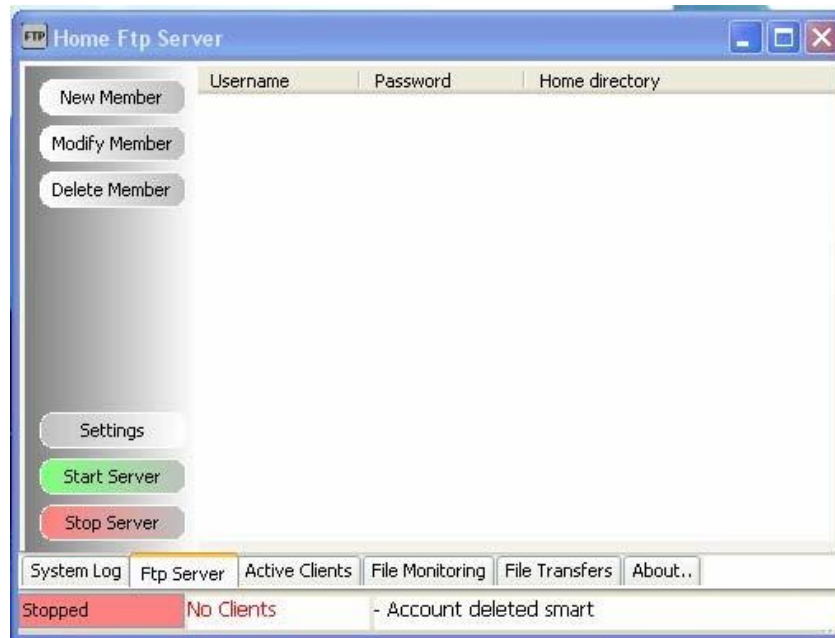 FTP Home Ftp Server
Username Password Home directory
New Member
Modify Member
Delete Member
Settings
Start Server
Stop Server
System Log Ftp Server Active Clients File Monitoring File Transfers About..
Stopped No Clients - Account deleted smart